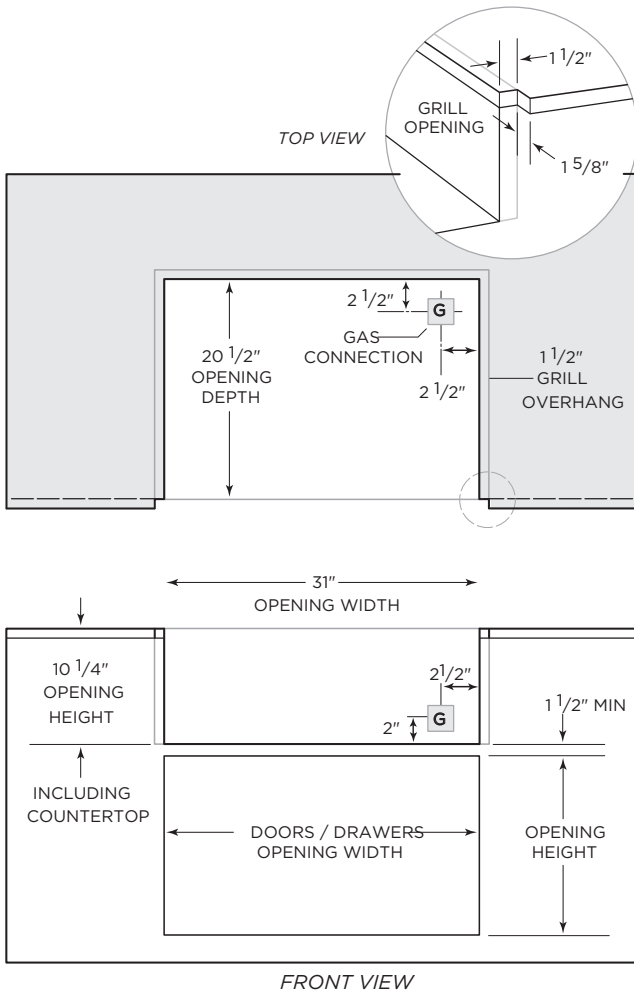 1 1/2"
GRILL
OPENING
TOP VIEW
1 5/8"
2 1/2"
G
GAS
CONNECTION
20 1/2"
OPENING
DEPTH
2 1/2"
1 1/2"
GRILL
OVERHANG
31"
OPENING WIDTH
10 1/4"
OPENING
HEIGHT
2 1/2"
2"
G
1 1/2" MIN
INCLUDING
COUNTERTOP
DOORS / DRAWERS
OPENING WIDTH
OPENING
HEIGHT
FRONT VIEW